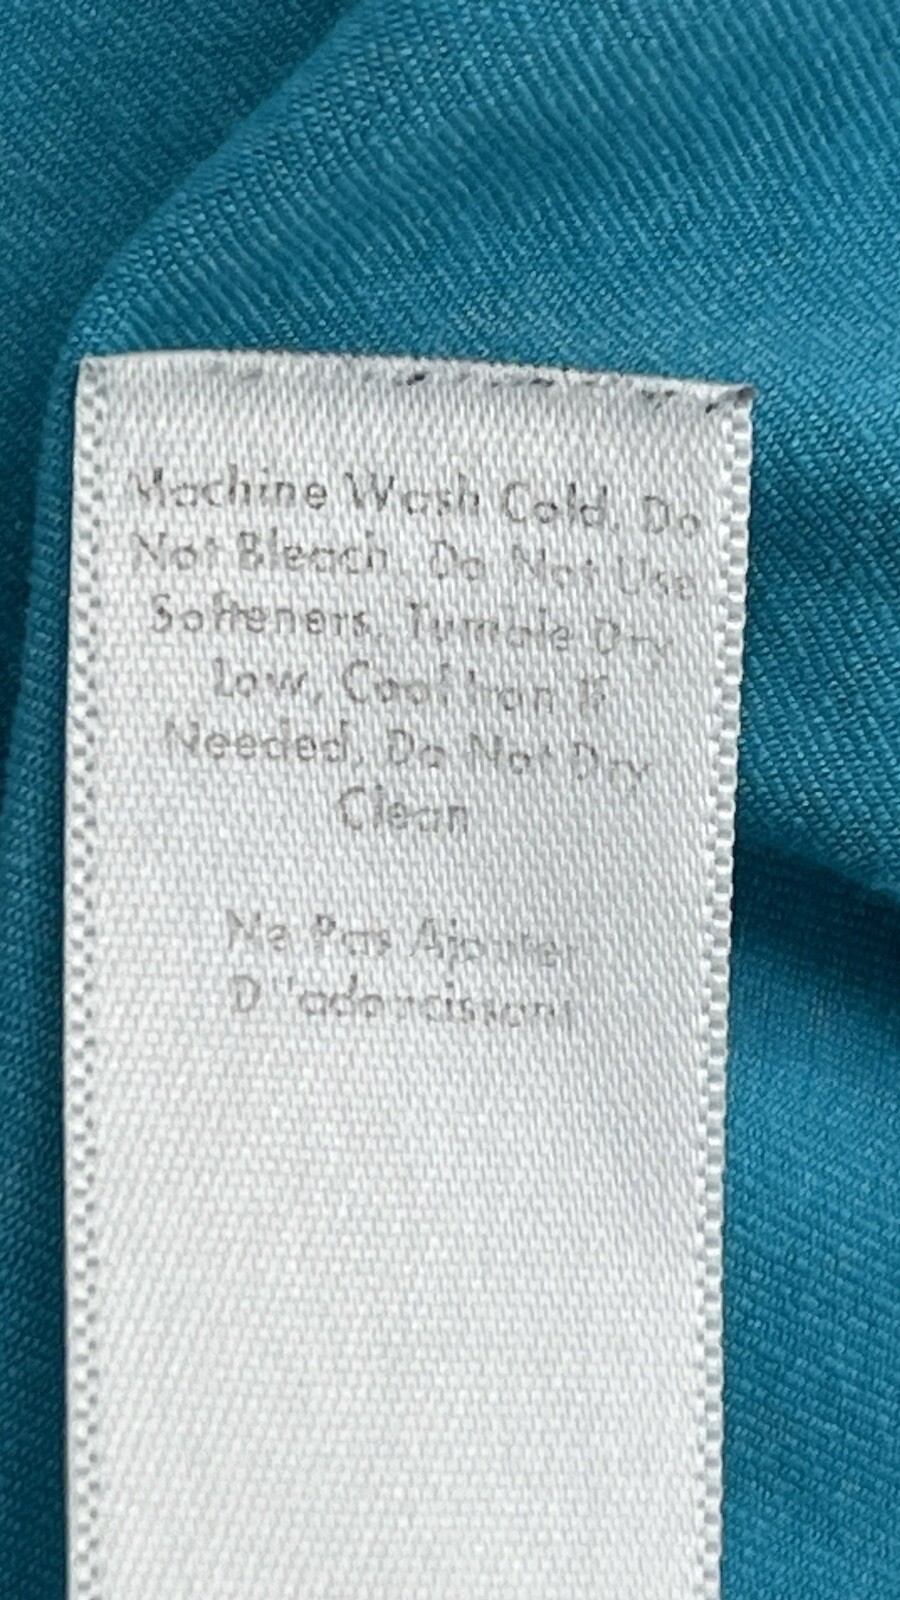 Machine Wash Cold, Do
Not Bleach, Do Not Use
Softeners, Tumble Dry
Low, Cool Iron If
Needed, Do Not Dry
Clean
Ne Pas Ajouter
D''adoucissant